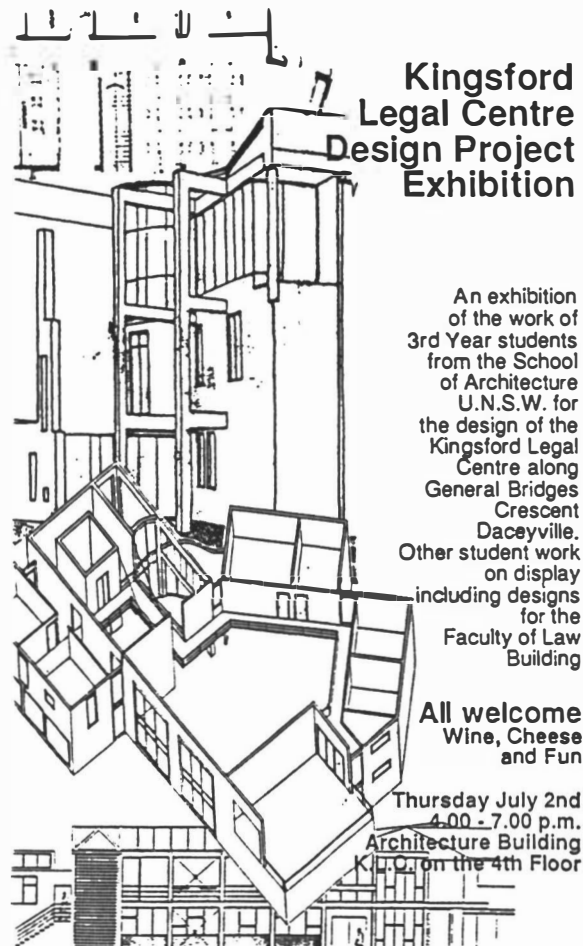 Kingsford
Legal Centre
Design Project
Exhibition
An exhibition
of the work of
3rd Year students
from the School
of Architecture
U.N.S.W. for
the design of the
Kingsford Legal
Centre along
General Bridges
Crescent
Daceyville.
Other student work
on display
including designs
for the
Faculty of Law
Building
All welcome
Wine, Cheese
and Fun
Thursday July 2nd
4.00 - 7.00 p.m.
Architecture Building
K.L.C. on the 4th Floor